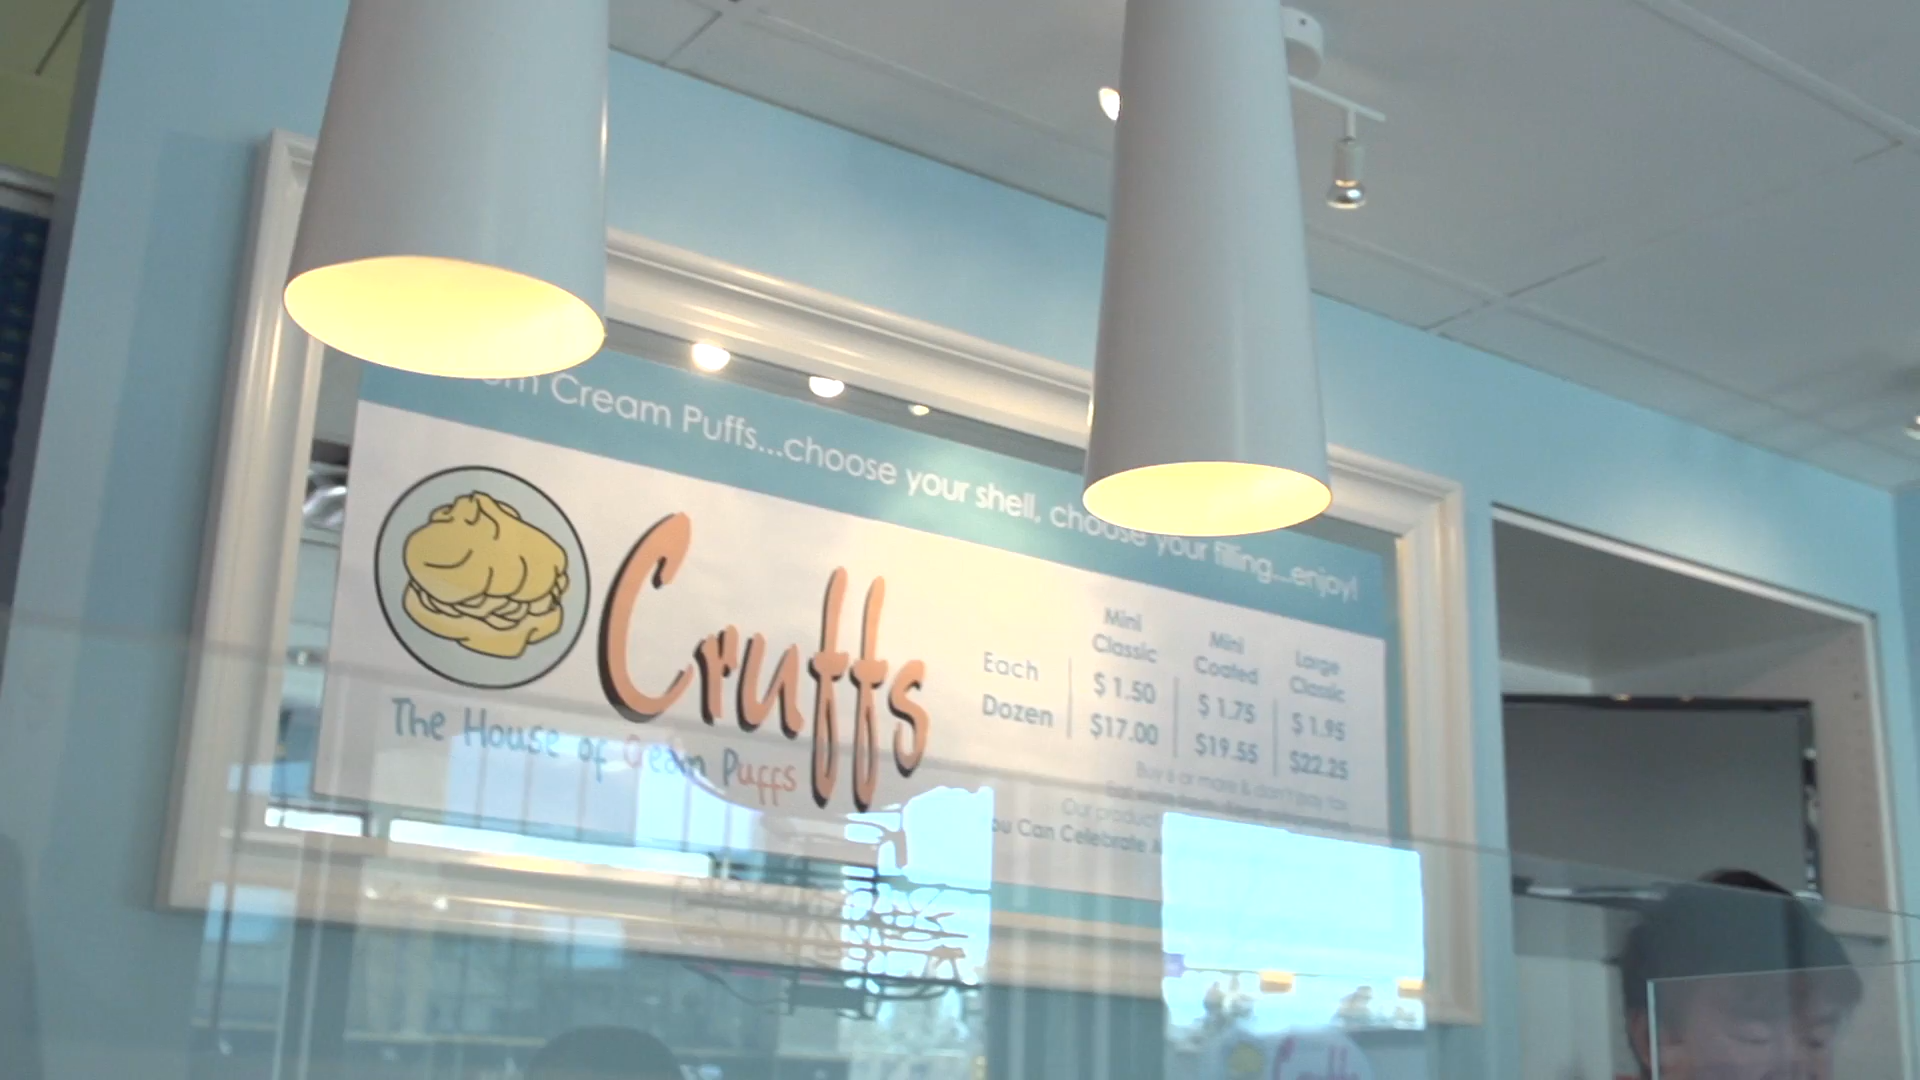 Cream Puffs...choose your shell, choose your filling...enjoy!
Cruffs
The House of Cream Puffs
Mini Classic
Mini Coated
Large Classic
Each $1.50 $1.75 $1.95
Dozen $17.00 $19.55 $22.25
Buy 6 or more & don't pay tax
Our
You Can Celebrate